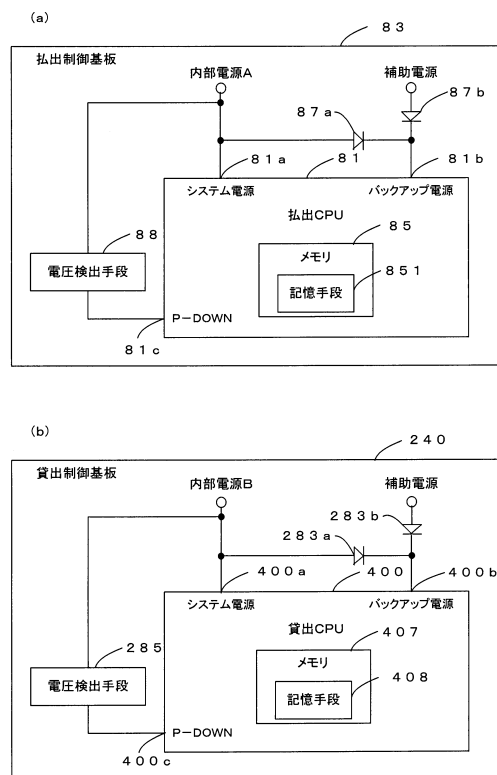 (a)
83
払出制御基板
内部電源A
補助電源
87a
87b
81a
81
81b
システム電源
バックアップ電源
払出CPU
88
85
電圧検出手段
メモリ
851
記憶手段
P-DOWN
81c
(b)
240
貸出制御基板
内部電源B
補助電源
283a
283b
400a
400
400b
システム電源
バックアップ電源
貸出CPU
285
407
電圧検出手段
メモリ
408
記憶手段
P-DOWN
400c